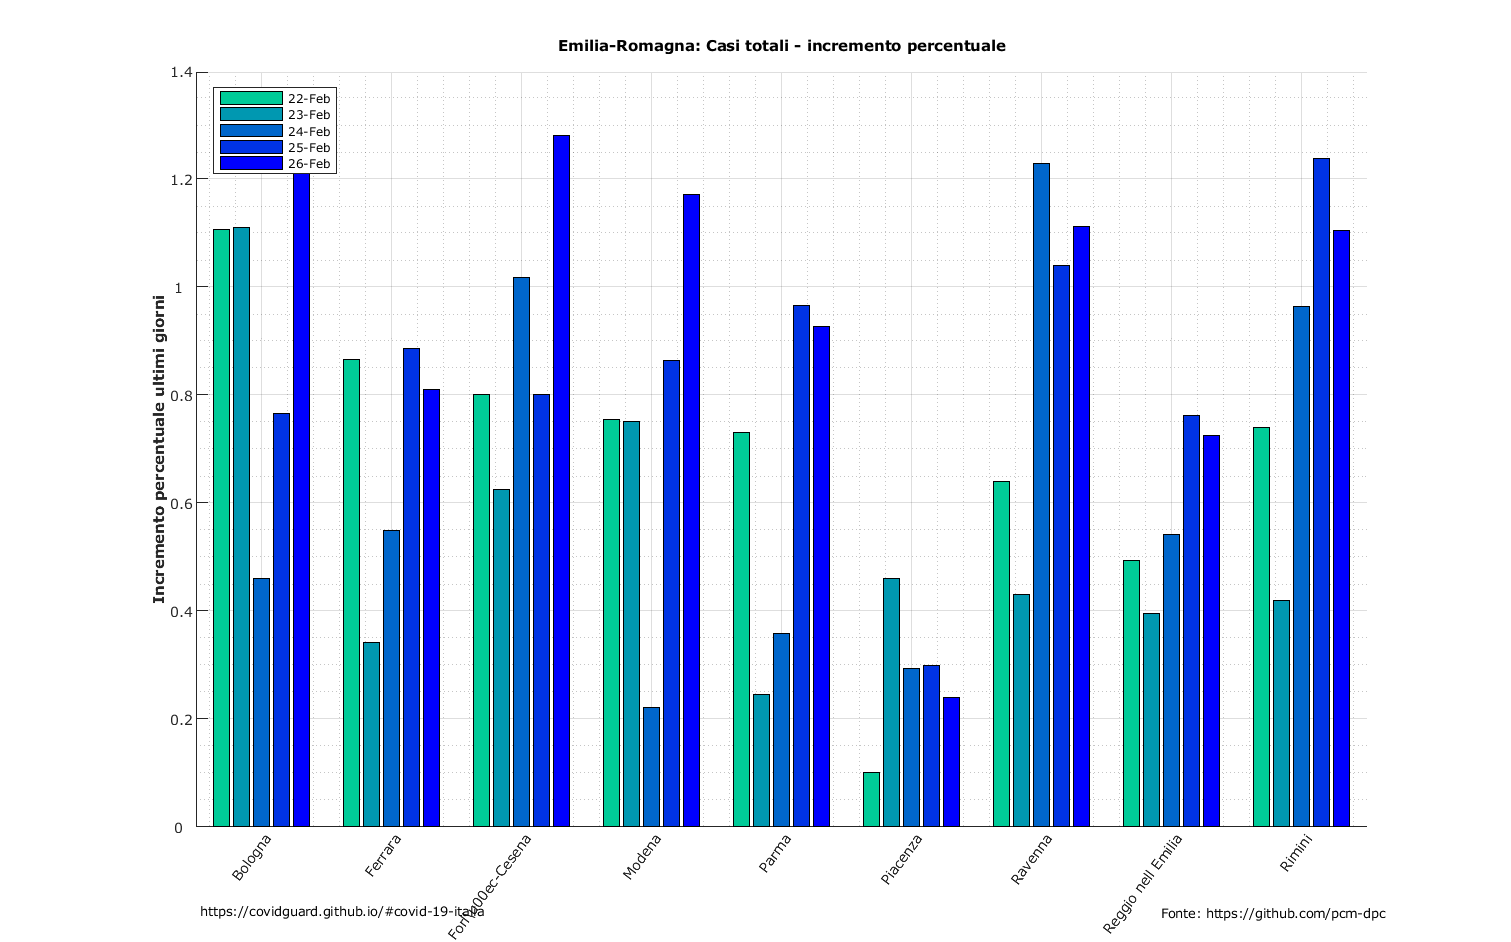 Emilia-Romagna: Casi totali - incremento percentuale
Incremento percentuale ultimi giorni
1.4
1.2
1
0.8
0.6
0.4
0.2
0
22-Feb
23-Feb
24-Feb
25-Feb
26-Feb
Bologna
Ferrara
Modena
Parma
Piacenza
Ravenna
Reggio nell Emilia
Rimini
https://covidguard.github.io/#covid-19-italia
Fonte: https://github.com/pcm-dpc